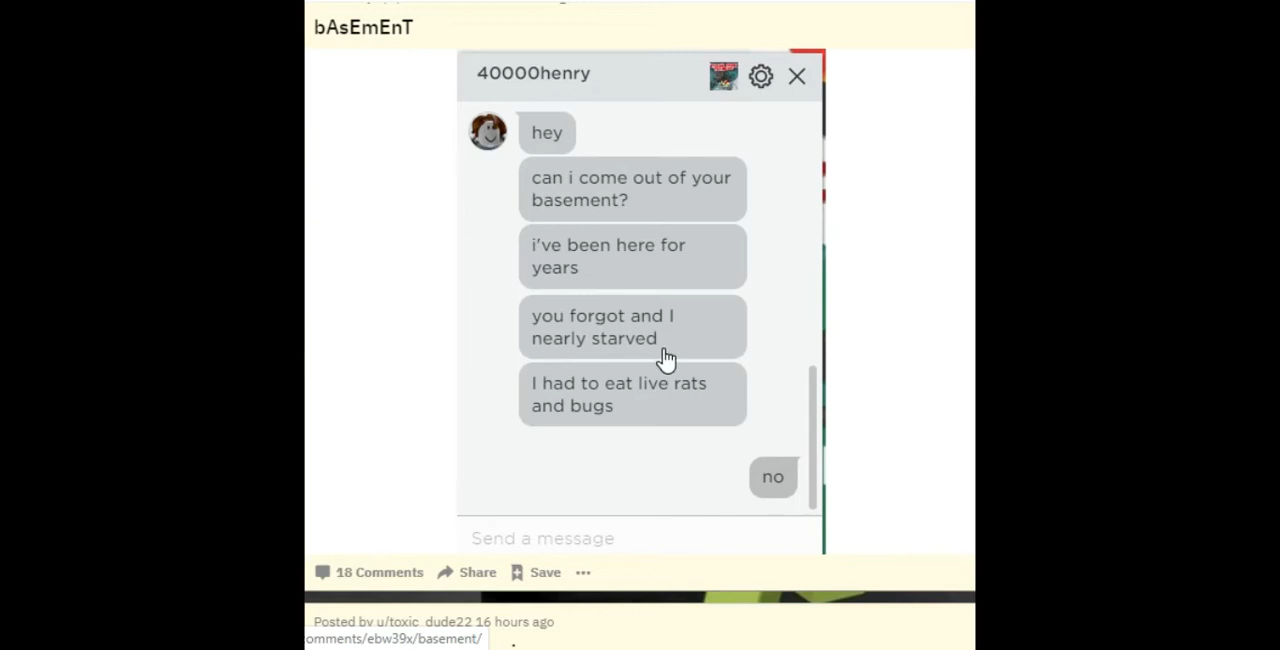 bAsEmEnT
40000henry
hey
can i come out of your
basement?
i've been here for
years
you forgot and I
nearly starved
I had to eat live rats
and bugs
no
Send a message
18 Comments Share Save
Posted by u/toxic_dude22 16 hours ago
omments/ebw39x/basement/